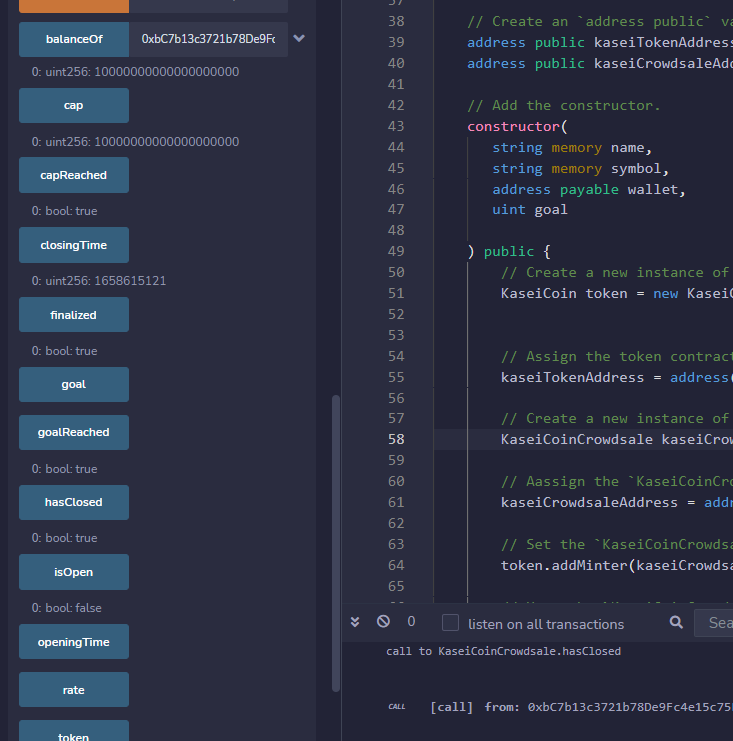 balanceOf
0xbC7b13c3721b78De9Fc
0: uint256: 10000000000000000000
cap
0: uint256: 10000000000000000000
capReached
0: bool: true
closingTime
0: uint256: 1658615121
finalized
0: bool: true
goal
goalReached
0: bool: true
hasClosed
0: bool: true
isOpen
0: bool: false
openingTime
rate
token
37
38 // Create an `address public` va
39 address public kaseiTokenAddress
40 address public kaseiCrowdsaleAdd
41
42 // Add the constructor.
43 constructor(
44 string memory name,
45 string memory symbol,
46 address payable wallet,
47 uint goal
48
49 ) public {
50 // Create a new instance of
51 KaseiCoin token = new KaseiC
52
53
54 // Assign the token contract
55 kaseiTokenAddress = address(
56
57 // Create a new instance of
58 KaseiCoinCrowdsale kaseiCrow
59
60 // Aassign the `KaseiCoinCro
61 kaseiCrowdsaleAddress = addr
62
63 // Set the `KaseiCoinCrowdsa
64 token.addMinter(kaseiCrowdsa
65
0 listen on all transactions Sea
call to KaseiCoinCrowdsale.hasClosed
CALL [call] from: 0xbC7b13c3721b78De9Fc4e15c75